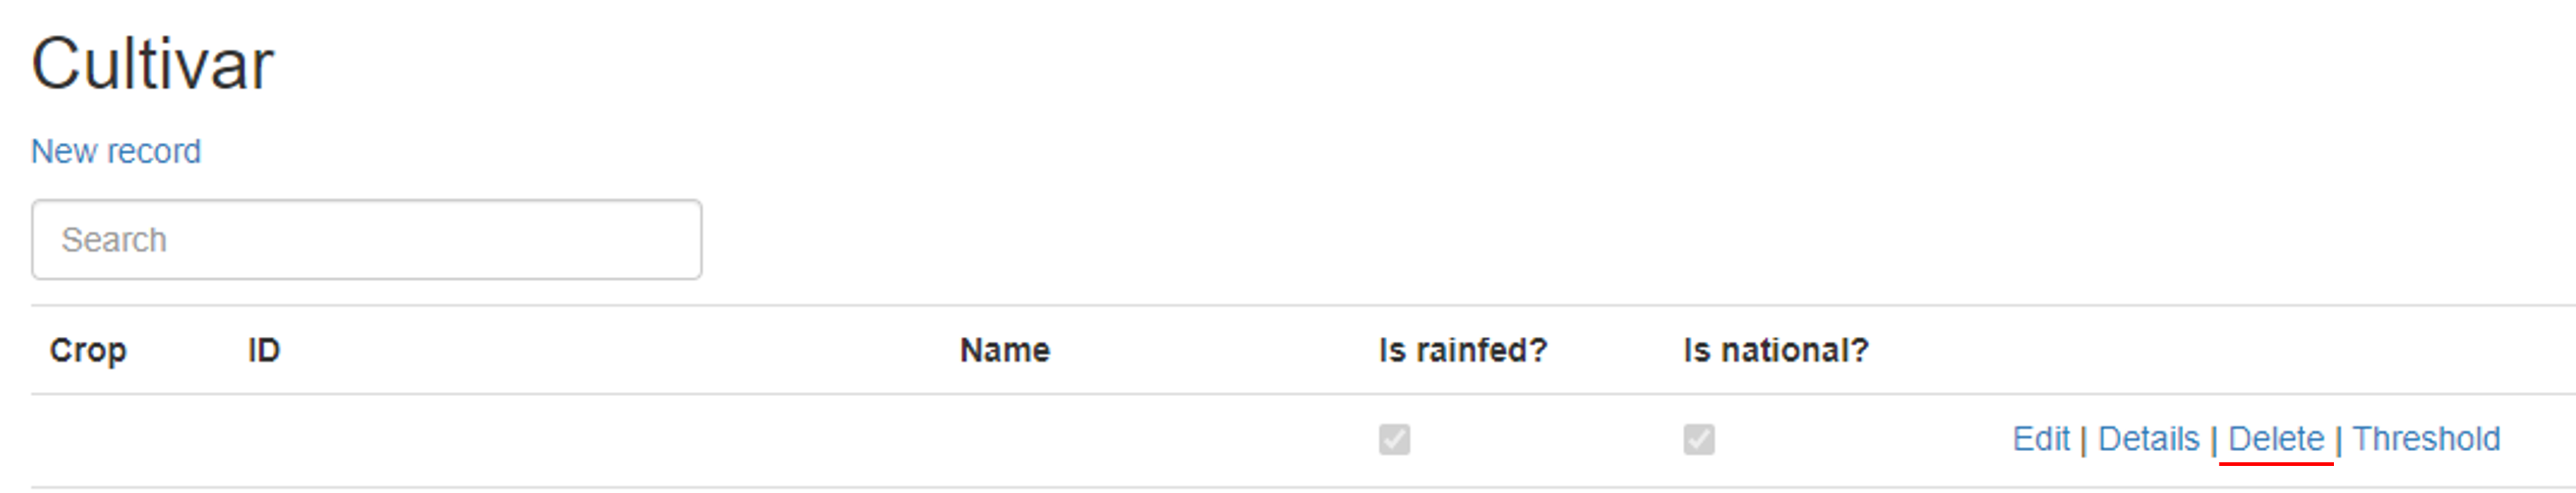 Cultivar
New record
Search
Crop ID Name Is rainfed? Is national?
Edit | Details | Delete | Threshold